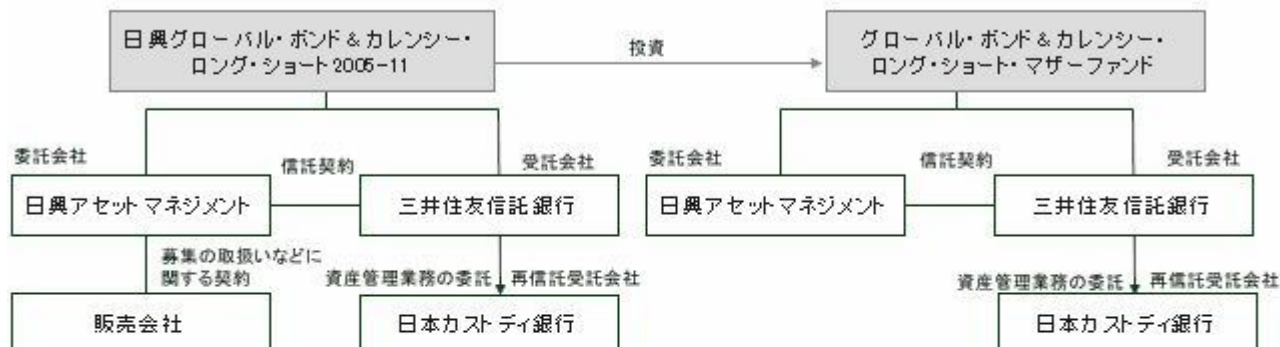 日興グローバル・ボンド＆カレンシー・
ロング・ショート2005-11
投資
グローバル・ボンド＆カレンシー・
ロング・ショート・マザーファンド
委託会社
信託契約
受託会社
日興アセットマネジメント
三井住友信託銀行
募集の取扱いなどに
関する契約
資産管理業務の委託
再信託受託会社
販売会社
日本カストディ銀行
委託会社
信託契約
受託会社
日興アセットマネジメント
三井住友信託銀行
資産管理業務の委託
再信託受託会社
日本カストディ銀行